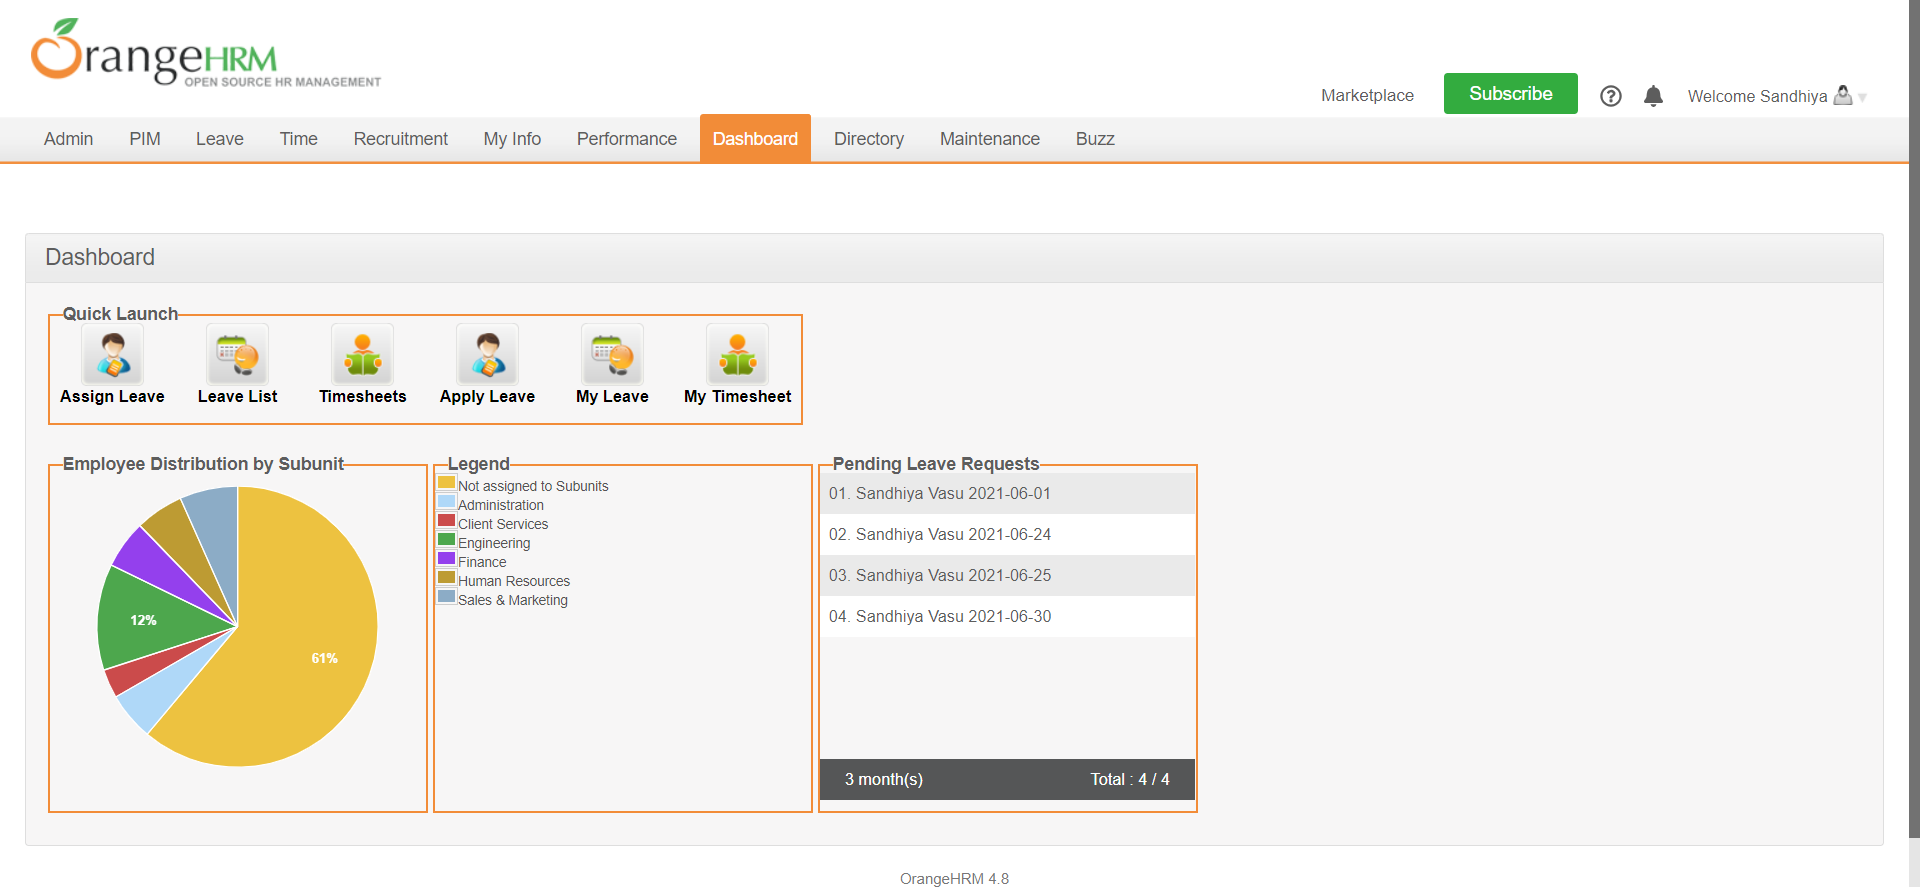 OrangeHRM
OPEN SOURCE HR MANAGEMENT
Marketplace
Subscribe
Welcome Sandhiya
Admin
PIM
Leave
Time
Recruitment
My Info
Performance
Dashboard
Directory
Maintenance
Buzz
Dashboard
Quick Launch
Assign Leave
Leave List
Timesheets
Apply Leave
My Leave
My Timesheet
Employee Distribution by Subunit
12%
61%
Legend
Not assigned to Subunits
Administration
Client Services
Engineering
Finance
Human Resources
Sales & Marketing
Pending Leave Requests
01. Sandhiya Vasu 2021-06-01
02. Sandhiya Vasu 2021-06-24
03. Sandhiya Vasu 2021-06-25
04. Sandhiya Vasu 2021-06-30
3 month(s)
Total : 4 / 4
OrangeHRM 4.8